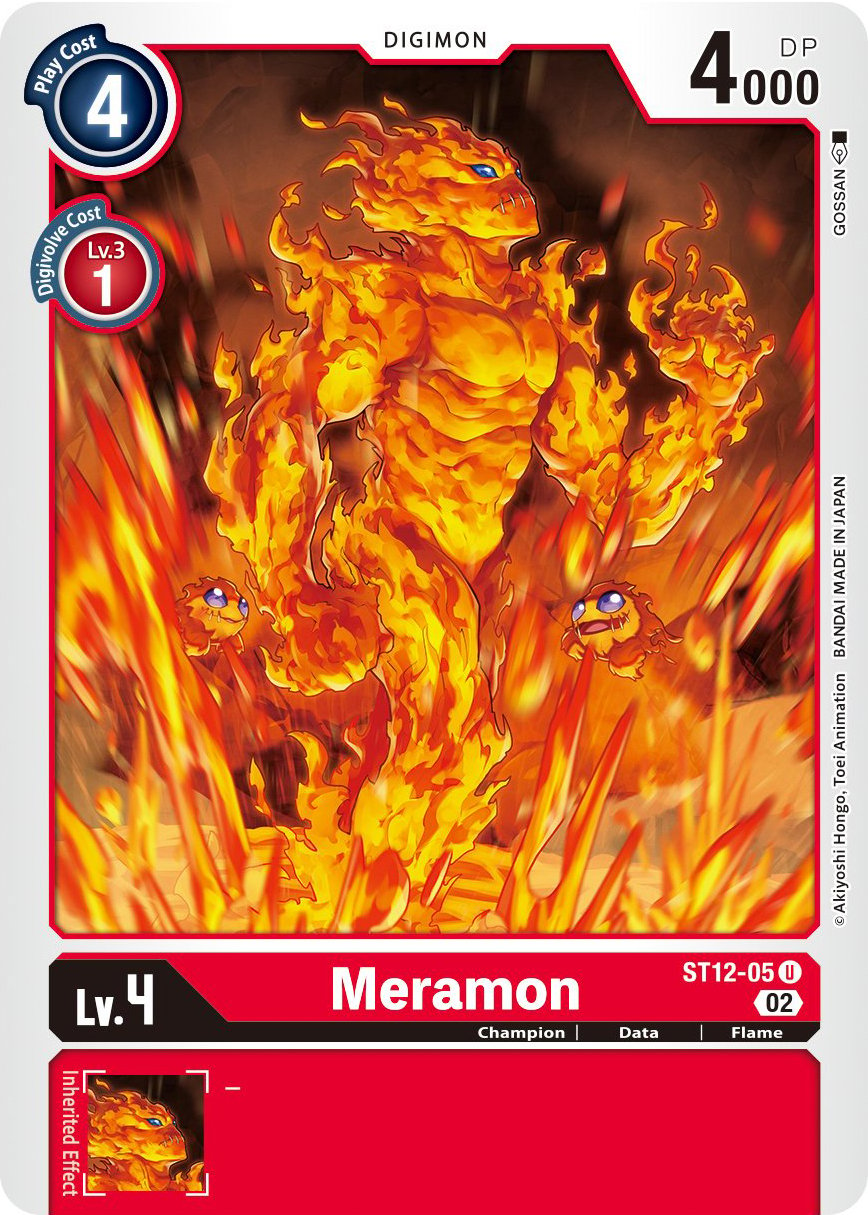 DIGIMON
Play Cost
4
DP
4000
Digivolve Cost
Lv.3
1
GOSSAN
BANDAI MADE IN JAPAN
© Akiyoshi Hongo, Toei Animation
Lv.4
Meramon
ST12-05 U
02
Champion | Data | Flame
Inherited Effect
–